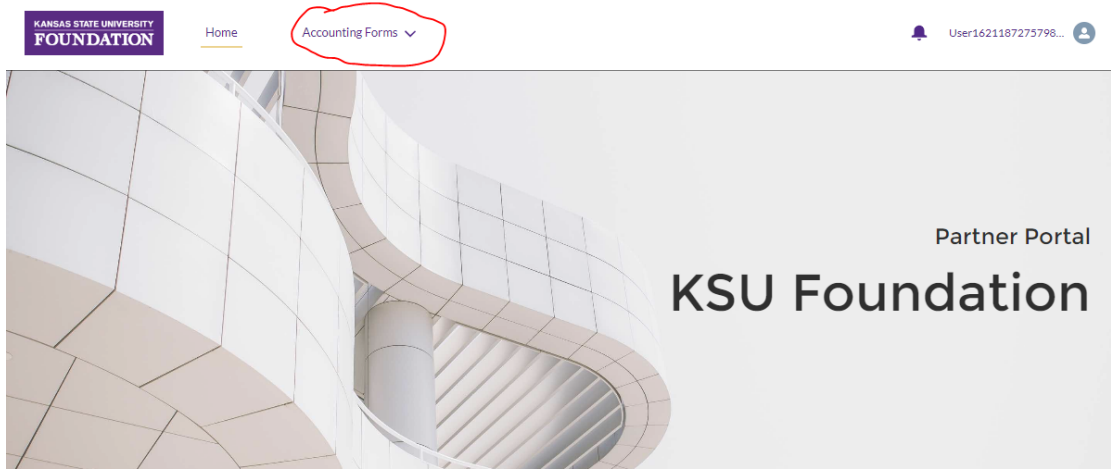 KANSAS STATE UNIVERSITY
FOUNDATION
Home
Accounting Forms
User1621187275798...
Partner Portal
KSU Foundation